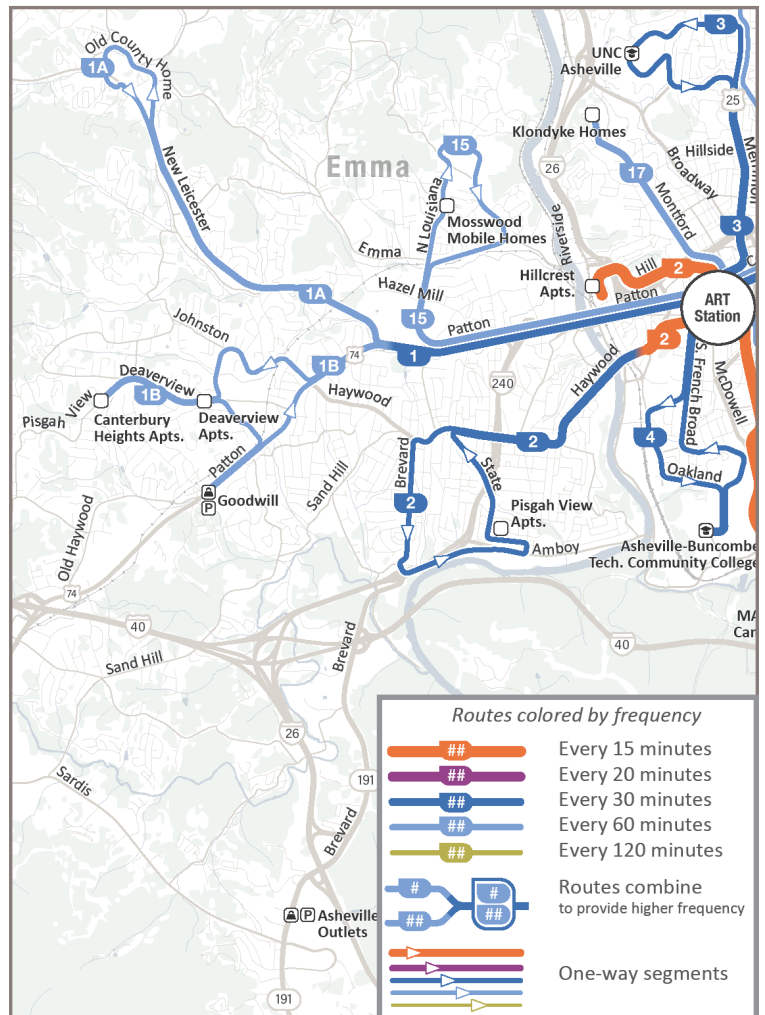 Old County Home
1A
New Leicester
Emma
15
N Louisiana
Mosswood
Mobile Homes
Emma
Hazel Mill
15
1A
Johnston
UNC
Asheville
3
25
Klondyke Homes
Hillside
Broadway
26
17
Montford
Riverside
3
Hillcrest
Apts.
Hill
2
Patton
ART
Station
Patton
1
74
1B
2
Haywood
Deaverview
1B
Pisgah View
Canterbury
Heights Apts.
Deaverview
Apts.
Haywood
240
S. French Broad
McDowell
Patton
Brevard
2
State
4
Oakland
Goodwill
P
Sand Hill
2
Pisgah View
Apts.
Amboy
Asheville-Buncombe
Tech. Community College
Old Haywood
74
40
Sand Hill
Brevard
40
26
191
Sardis
Brevard
P
Asheville
Outlets
191
Routes colored by frequency
## Every 15 minutes
## Every 20 minutes
## Every 30 minutes
## Every 60 minutes
## Every 120 minutes
#
##
#
##
Routes combine
to provide higher frequency
One-way segments